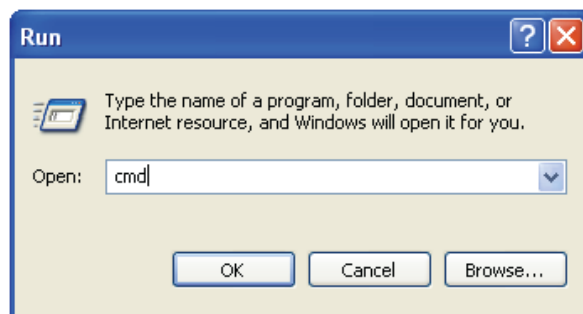 Run
Type the name of a program, folder, document, or
Internet resource, and Windows will open it for you.
Open: cmd
OK Cancel Browse...